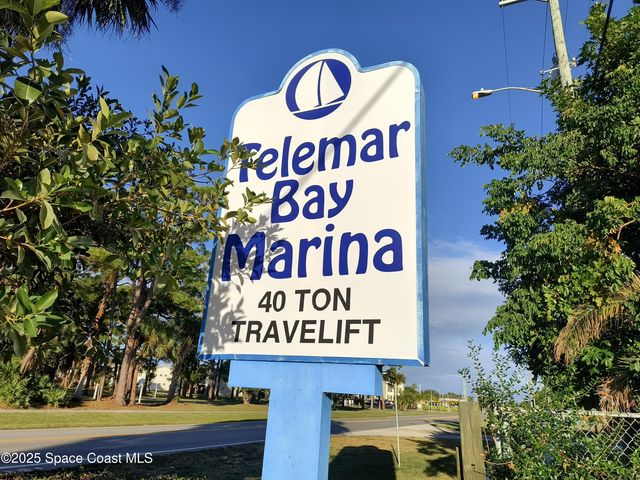 Telemar
Bay
Marina
40 TON
TRAVELIFT
©2025 Space Coast MLS